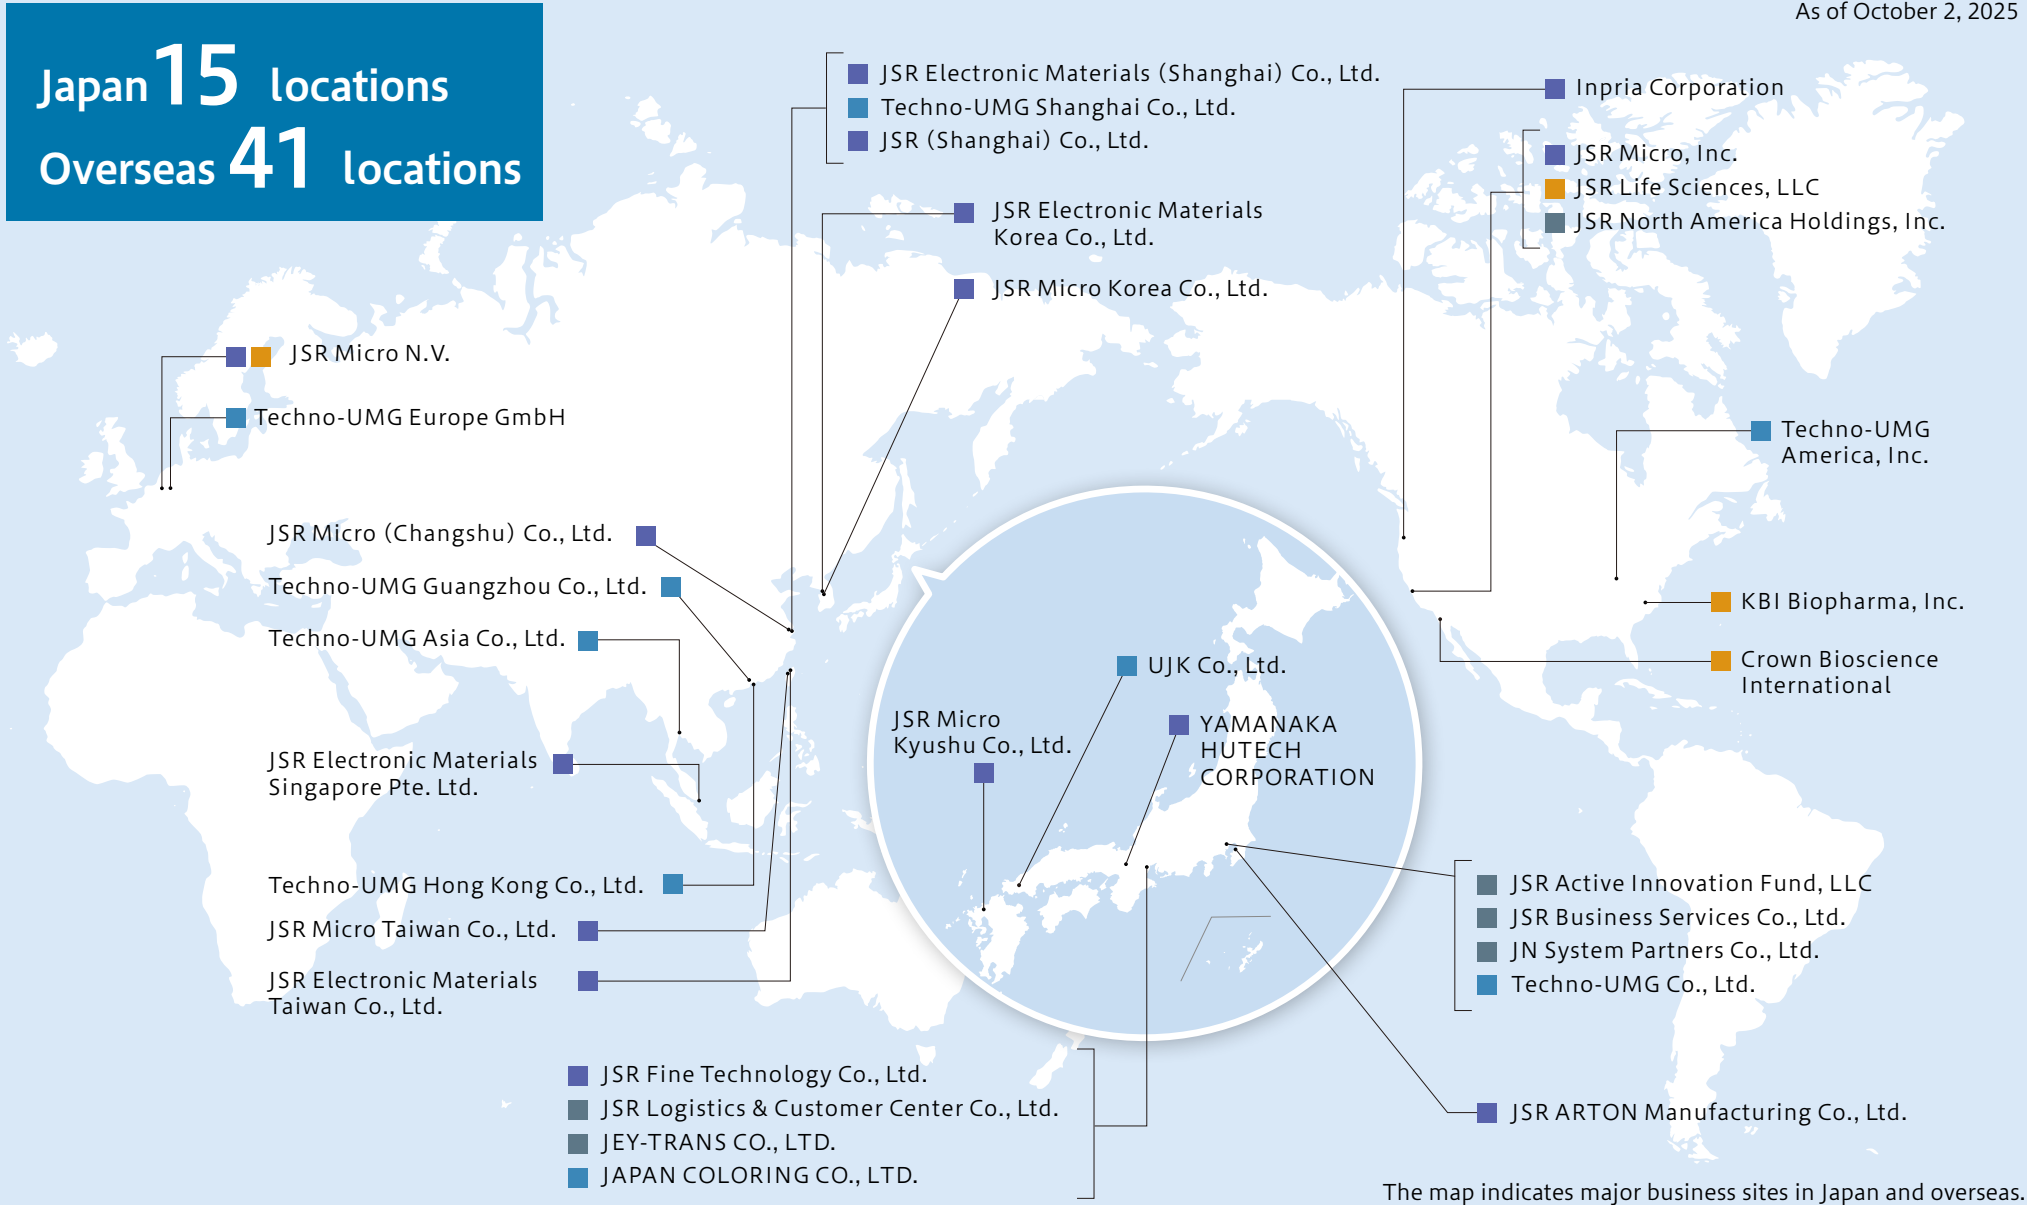 As of October 2, 2025
Japan 15 locations
Overseas 41 locations
JSR Electronic Materials (Shanghai) Co., Ltd.
Techno-UMG Shanghai Co., Ltd.
JSR (Shanghai) Co., Ltd.
Inpria Corporation
JSR Micro, Inc.
JSR Life Sciences, LLC
JSR North America Holdings, Inc.
JSR Electronic Materials
Korea Co., Ltd.
JSR Micro Korea Co., Ltd.
JSR Micro N.V.
Techno-UMG Europe GmbH
Techno-UMG
America, Inc.
JSR Micro (Changshu) Co., Ltd.
Techno-UMG Guangzhou Co., Ltd.
Techno-UMG Asia Co., Ltd.
KBI Biopharma, Inc.
Crown Bioscience
International
UJK Co., Ltd.
JSR Micro
Kyushu Co., Ltd.
YAMANAKA
HUTECH
CORPORATION
JSR Electronic Materials
Singapore Pte. Ltd.
Techno-UMG Hong Kong Co., Ltd.
JSR Micro Taiwan Co., Ltd.
JSR Electronic Materials
Taiwan Co., Ltd.
JSR Active Innovation Fund, LLC
JSR Business Services Co., Ltd.
JN System Partners Co., Ltd.
Techno-UMG Co., Ltd.
JSR Fine Technology Co., Ltd.
JSR Logistics & Customer Center Co., Ltd.
JEY-TRANS CO., LTD.
JAPAN COLORING CO., LTD.
JSR ARTON Manufacturing Co., Ltd.
The map indicates major business sites in Japan and overseas.